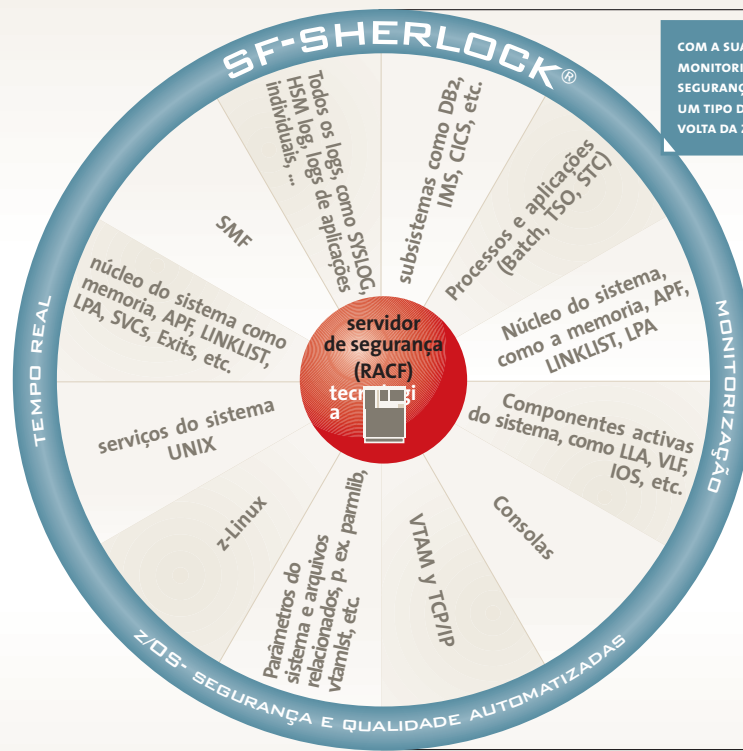 SF-SHERLOCK®
COM A SUA
MONITORI
SEGURANÇ
UM TIPO D
VOLTA DA
TEMPO REAL
MONITORIZAÇÃO
z/OS- SEGURANÇA E QUALIDADE AUTOMATIZADAS
Todos os logs, como SYSLOG,
HSM log, logs de aplicações
individuais, ...
subsistemas como DB2,
IMS, CICS, etc.
Processos e aplicações
(Batch, TSO, STC)
Núcleo do sistema,
como a memoria, APF,
LINKLIST, LPA
Componentes activas
do sistema, como LLA, VLF,
IOS, etc.
Consolas
VTAM y TCP/IP
Parâmetros do
sistema e arquivos
relacionados, p. ex. parmlib,
vtamlst, etc.
z-Linux
serviços do sistema
UNIX
núcleo do sistema como
memoria, APF, LINKLIST,
LPA, SVCs, Exits, etc.
SMF
servidor
de segurança
(RACF)